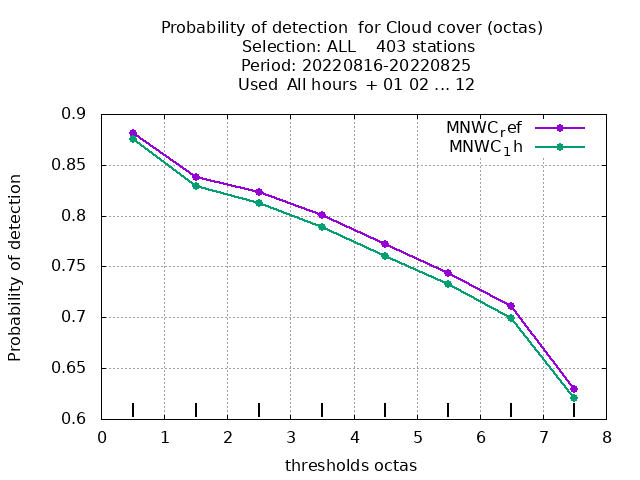 Probability of detection  for Cloud cover (octas)
Selection: ALL    403 stations
Period: 20220816-20220825
Used  All hours  + 01 02 ... 12
MNWC_ref
MNWC_1h
0.9
0.85
0.8
0.75
0.7
0.65
0.6
Probability of detection
0 1 2 3 4 5 6 7 8
thresholds octas